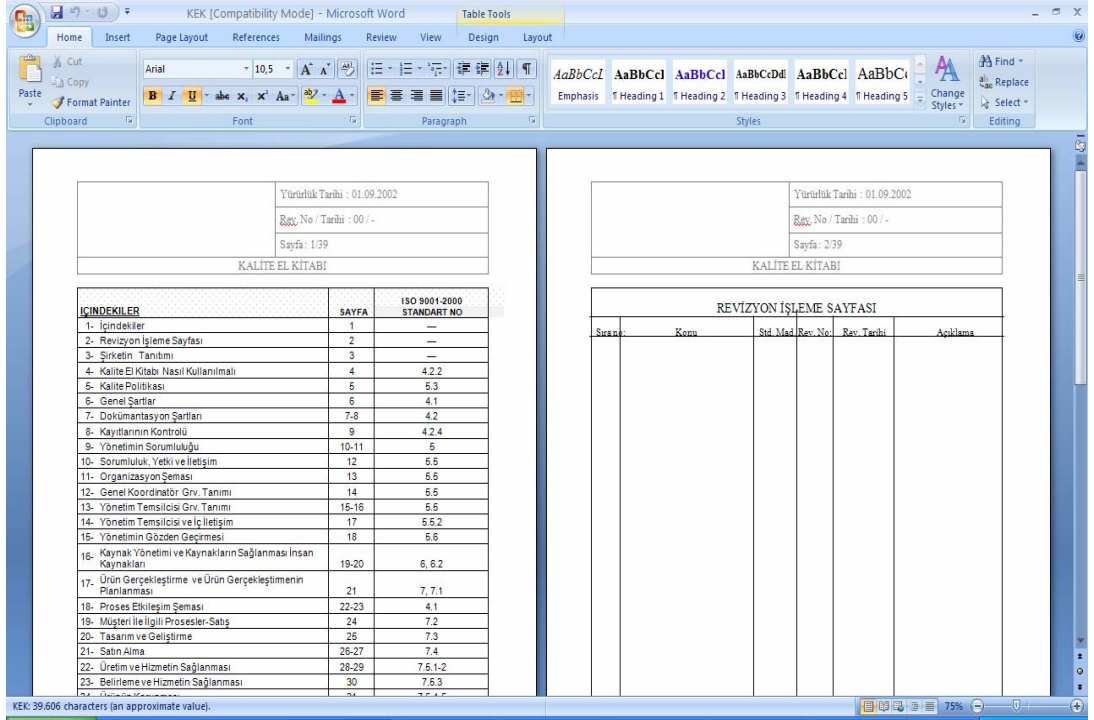 KEK [Compatibility Mode] - Microsoft Word
Table Tools
Home Insert Page Layout References Mailings Review View Design Layout
Paste
Cut
Copy
Format Painter
Clipboard
Arial 10,5
B I U abe X, X² Aa A
Font
Paragraph
AaBbCcI AaBbCcI AaBbCcI AaBbCcDdI AaBbCcI AaBbC
Emphasis ¶ Heading 1 ¶ Heading 2 ¶ Heading 3 ¶ Heading 4 ¶ Heading 5
Change Styles
Styles
Find
Replace
Select
Editing
Yürürlük Tarihi : 01.09.2002
Rev. No / Tarihi : 00 / -
Sayfa : 1/39
KALİTE EL KİTABI
IÇINDEKILER SAYFA ISO 9001-2000 STANDART NO
1- İçindekiler 1 —
2- Revizyon İşleme Sayfası 2 —
3- Şirketin Tanıtımı 3 —
4- Kalite El Kitabı Nasıl Kullanılmalı 4 4.2.2
5- Kalite Politikası 5 5.3
6- Genel Şartlar 6 4.1
7- Dokümantasyon Şartları 7-8 4.2
8- Kayıtlarının Kontrolü 9 4.2.4
9- Yönetimin Sorumluluğu 10-11 5
10- Sorumluluk, Yetki ve İletişim 12 5.5
11- Organizasyon Şeması 13 5.5
12- Genel Koordinatör Grv. Tanımı 14 5.5
13- Yönetim Temsilcisi Grv. Tanımı 15-16 5.5
14- Yönetim Temsilcisi ve İç İletişim 17 5.5.2
15- Yönetimin Gözden Geçirmesi 18 5.6
16- Kaynak Yönetimi ve Kaynakların Sağlanması İnsan
Kaynakları 19-20 6, 6.2
17- Ürün Gerçekleştirme ve Ürün Gerçekleştimenin
Planlanması 21 7, 7.1
18- Proses Etkileşim Şeması 22-23 4.1
19- Müşteri İle İlgili Prosesler-Satış 24 7.2
20- Tasarım ve Geliştirme 25 7.3
21- Satın Alma 26-27 7.4
22- Üretim ve Hizmetin Sağlanması 28-29 7.5.1-2
23- Belirleme ve Hizmetin Sağlanması 30 7.5.3
Yürürlük Tarihi : 01.09.2002
Rev. No / Tarihi : 00 / -
Sayfa : 2/39
KALİTE EL KİTABI
REVİZYON İŞLEME SAYFASI
Sıra no: Konu Std. Mad. Rev. No: Rev. Tarihi Açıklama
KEK: 39.606 characters (an approximate value).
75%